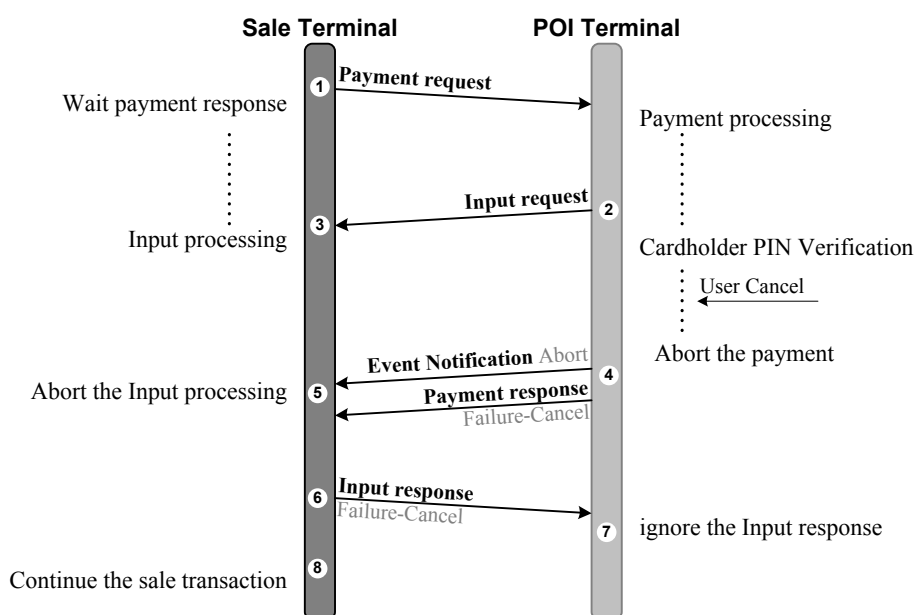 Sale Terminal
POI Terminal
1
Payment request
Wait payment response
Payment processing
Input request
2
3
Input processing
Cardholder PIN Verification
User Cancel
Event Notification Abort
Abort the payment
4
Abort the Input processing
5
Payment response
Failure-Cancel
6
Input response
Failure-Cancel
7
ignore the Input response
8
Continue the sale transaction